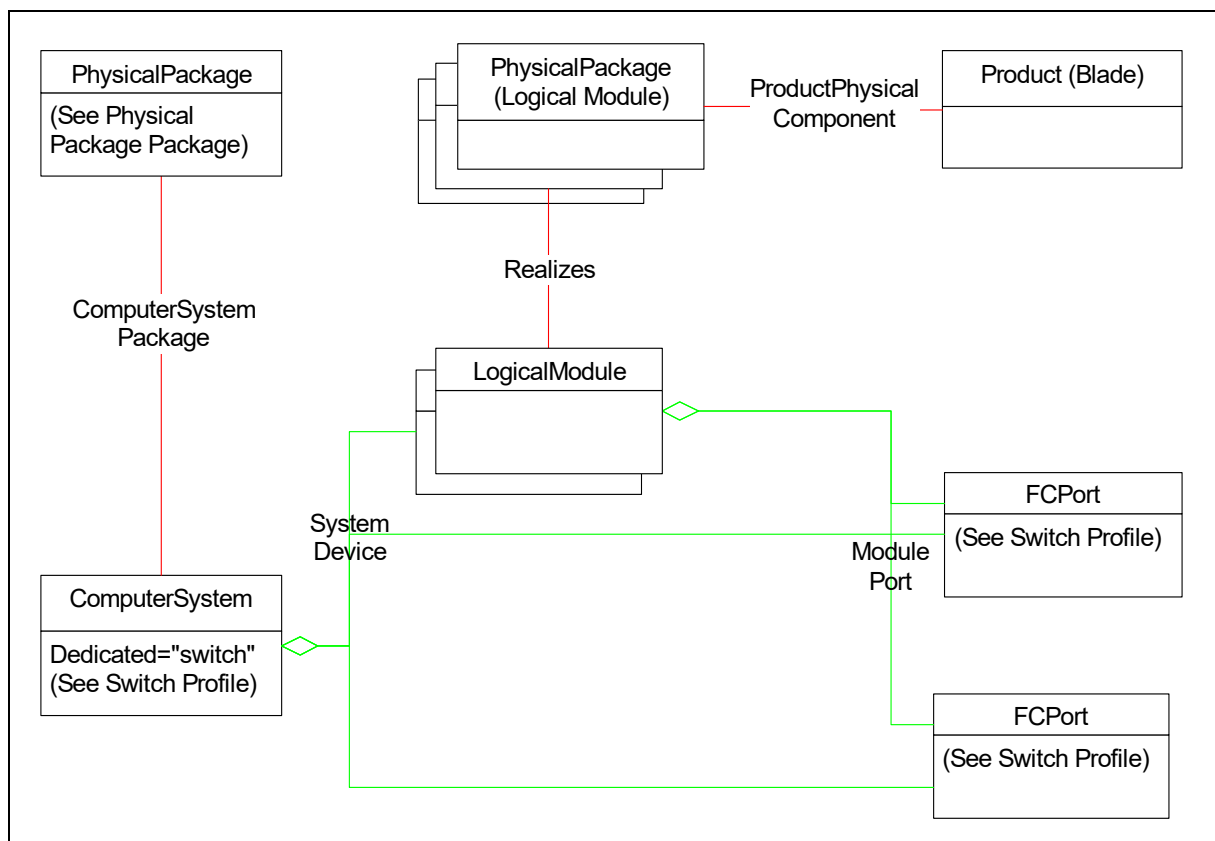 PhysicalPackage
(See Physical
Package Package)
PhysicalPackage
(Logical Module)
ProductPhysical
Component
Product (Blade)
Realizes
ComputerSystem
Package
LogicalModule
System
Device
Module
Port
FCPort
(See Switch Profile)
ComputerSystem
Dedicated="switch"
(See Switch Profile)
FCPort
(See Switch Profile)